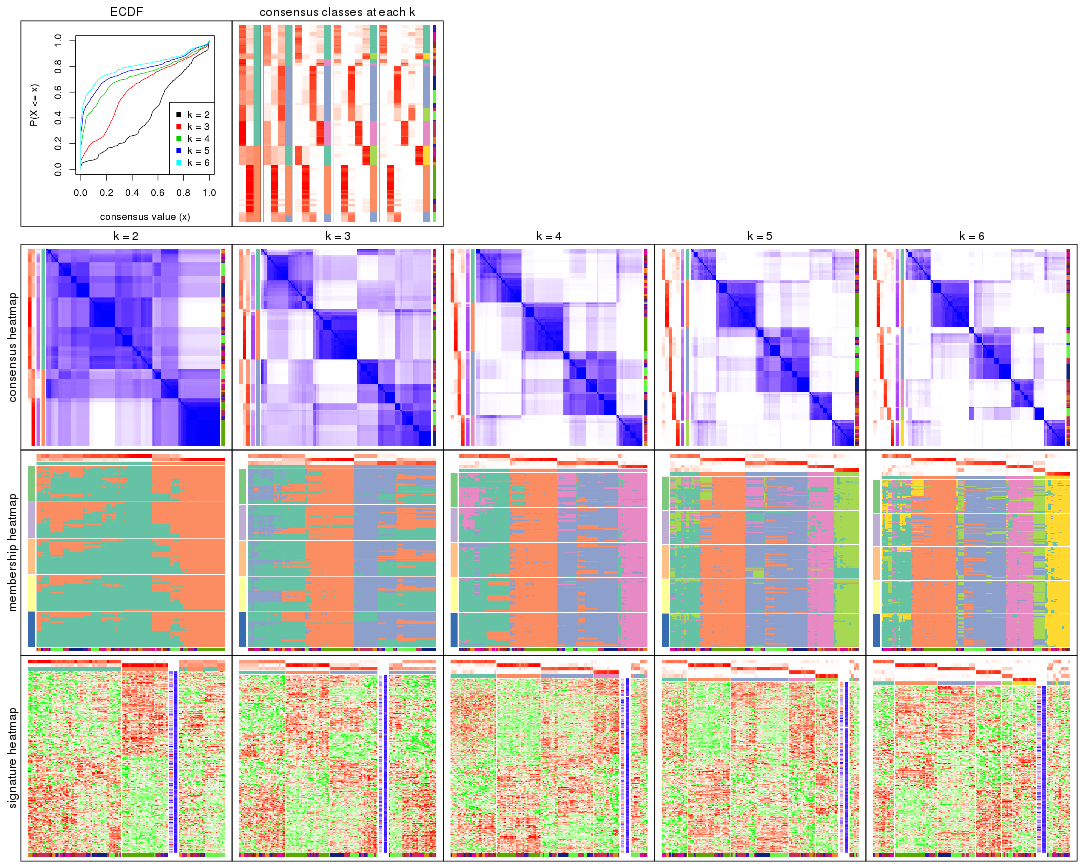 ECDF
consensus classes at each k
P(X <= x)
1.0
0.8
0.6
0.4
0.2
0.0
k = 2
k = 3
k = 4
k = 5
k = 6
0.0 0.2 0.4 0.6 0.8 1.0
consensus value (x)
k = 2
k = 3
k = 4
k = 5
k = 6
consensus heatmap
membership heatmap
signature heatmap